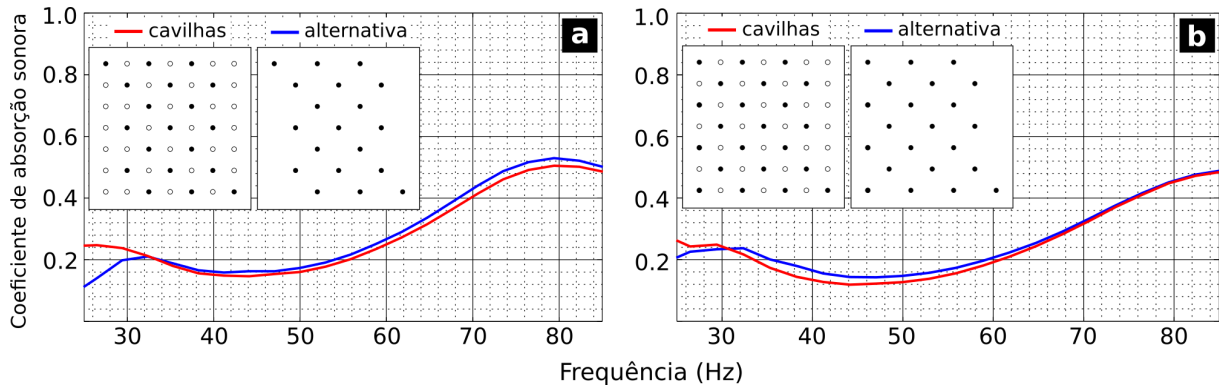 Coeficiente de absorção sonora
1.0
0.8
0.6
0.4
0.2
cavilhas alternativa
a
30 40 50 60 70 80
1.0
0.8
0.6
0.4
0.2
cavilhas alternativa
b
30 40 50 60 70 80
Frequência (Hz)